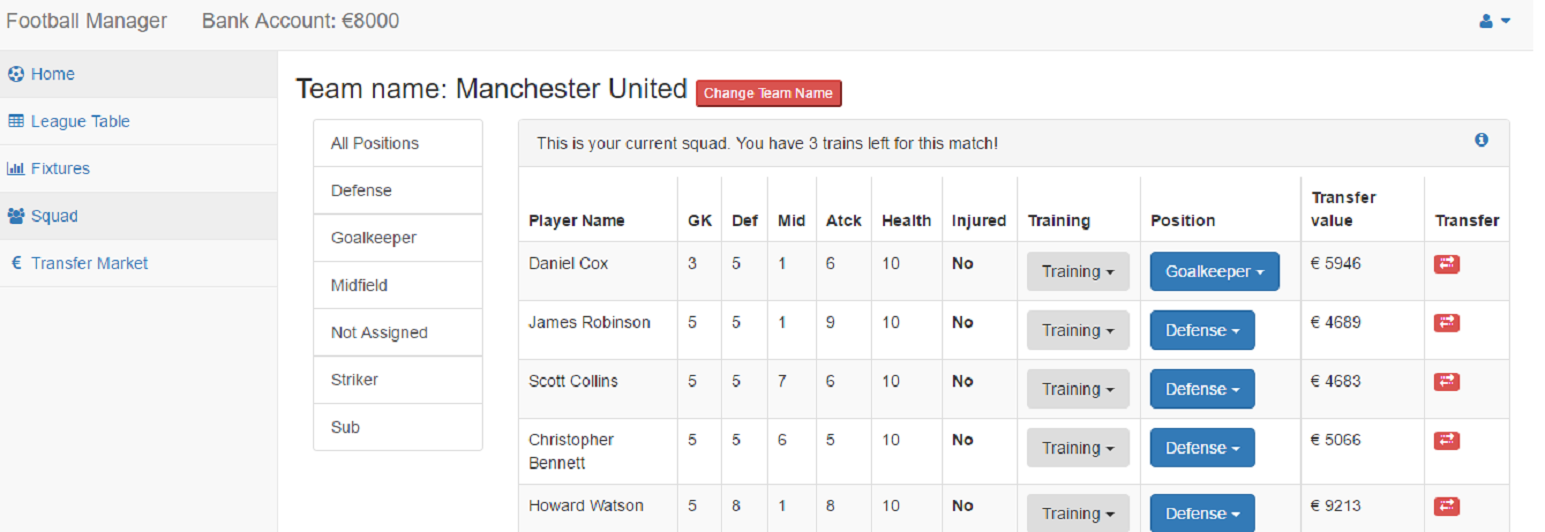 Football Manager Bank Account: €8000
Home
League Table
Fixtures
Squad
€ Transfer Market
Team name: Manchester United Change Team Name
All Positions
Defense
Goalkeeper
Midfield
Not Assigned
Striker
Sub
This is your current squad. You have 3 trains left for this match!
Player Name GK Def Mid Atck Health Injured Training Position Transfer value Transfer
Daniel Cox 3 5 1 6 10 No Training Goalkeeper € 5946
James Robinson 5 5 1 9 10 No Training Defense € 4689
Scott Collins 5 5 7 6 10 No Training Defense € 4683
Christopher Bennett 5 5 6 5 10 No Training Defense € 5066
Howard Watson 5 8 1 8 10 No Training Defense € 9213